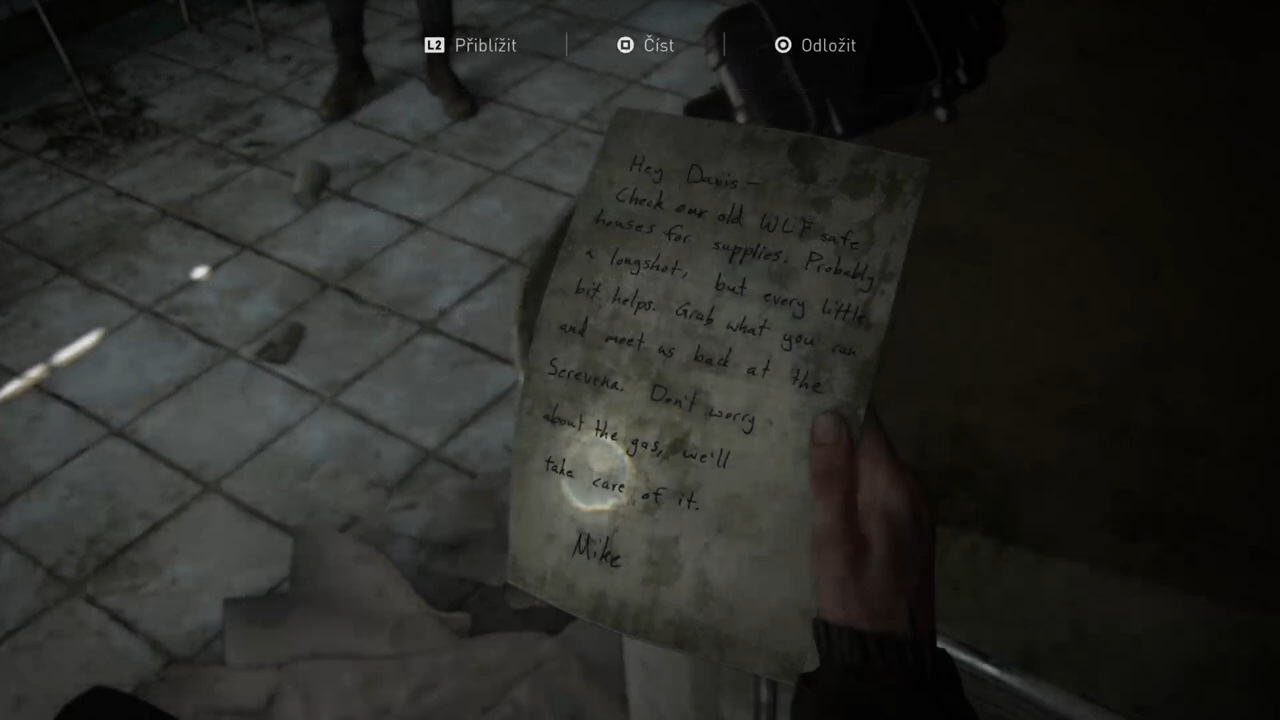 L2 Přiblížit
Číst
Odložit
Hey Davis—
Check our old WLF safe
houses for supplies. Probably
a longshot, but every little
bit helps. Grab what you can
and meet us back at the
Serevena. Don't worry
about the gas, we'll
take care of it.
Mike